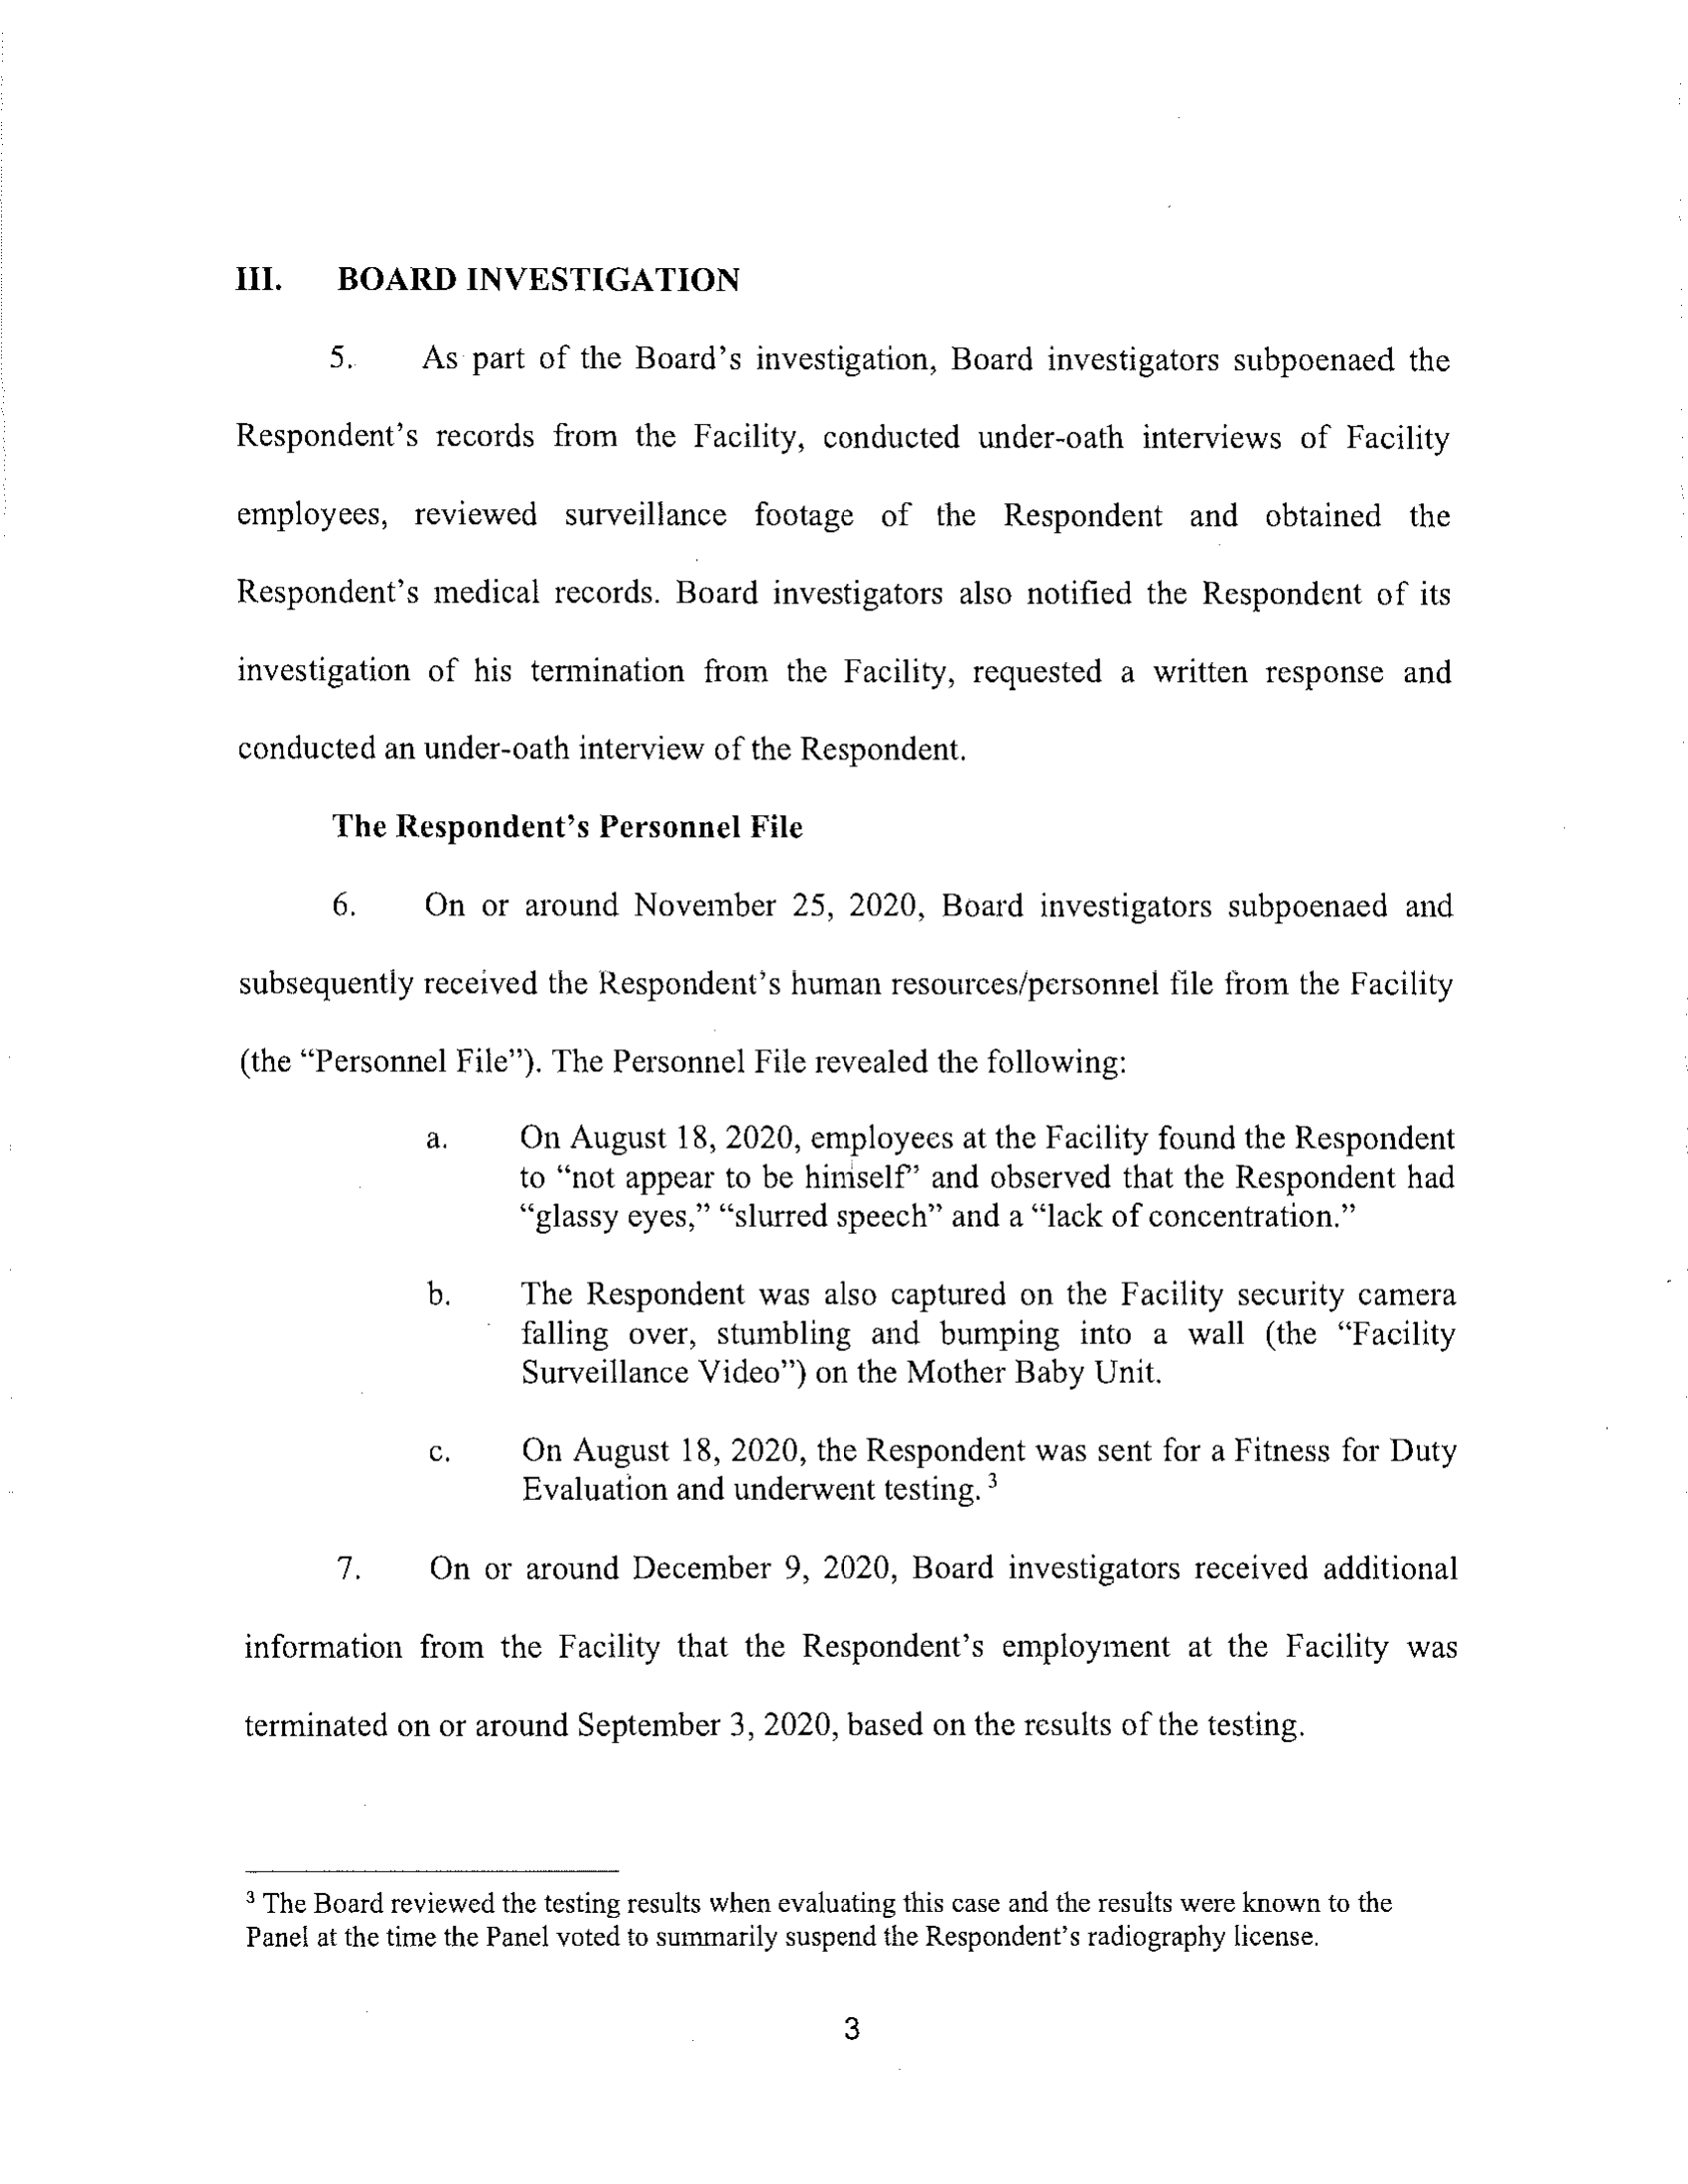 III. BOARD INVESTIGATION
5. As part of the Board's investigation, Board investigators subpoenaed the
Respondent's records from the Facility, conducted under-oath interviews of Facility
employees, reviewed surveillance footage of the Respondent and obtained the
Respondent's medical records. Board investigators also notified the Respondent of its
investigation of his termination from the Facility, requested a written response and
conducted an under-oath interview of the Respondent.
The Respondent's Personnel File
6. On or around November 25, 2020, Board investigators subpoenaed and
subsequently received the Respondent's human resources/personnel file from the Facility
(the “Personnel File”). The Personnel File revealed the following:
a. On August 18, 2020, employees at the Facility found the Respondent
to “not appear to be himself” and observed that the Respondent had
“glassy eyes,” “slurred speech” and a “lack of concentration.”
b. The Respondent was also captured on the Facility security camera
falling over, stumbling and bumping into a wall (the “Facility
Surveillance Video”) on the Mother Baby Unit.
c. On August 18, 2020, the Respondent was sent for a Fitness for Duty
Evaluation and underwent testing. 3
7. On or around December 9, 2020, Board investigators received additional
information from the Facility that the Respondent's employment at the Facility was
terminated on or around September 3, 2020, based on the results of the testing.
3 The Board reviewed the testing results when evaluating this case and the results were known to the
Panel at the time the Panel voted to summarily suspend the Respondent's radiography license.
3